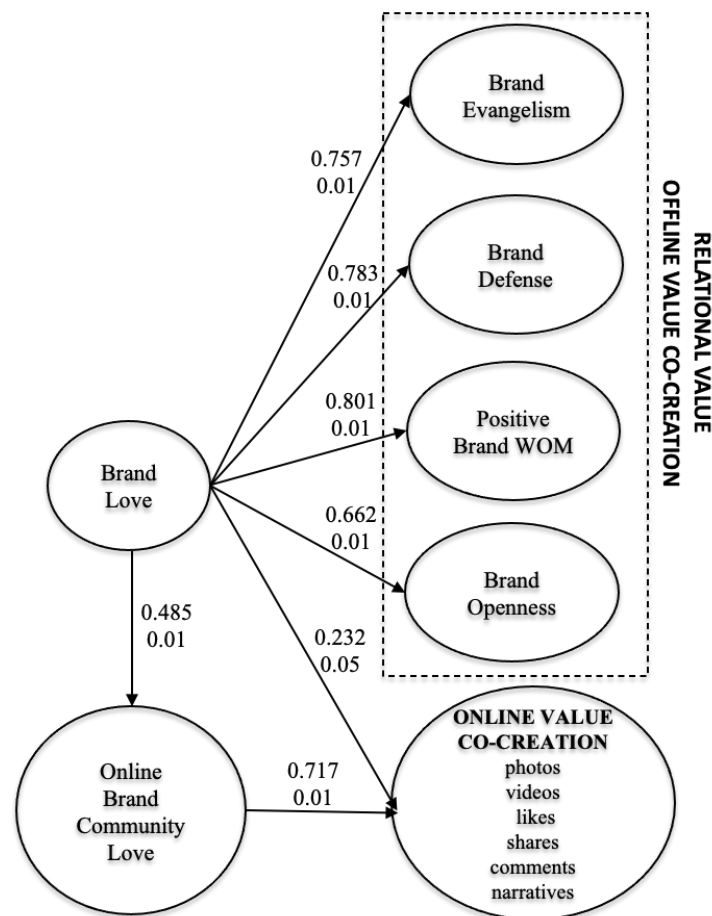 Brand
Evangelism
0.757
0.01
Brand
Defense
0.783
0.01
RELATIONAL VALUE
OFFLINE VALUE CO-CREATION
0.801
0.01
Positive
Brand WOM
Brand
Love
0.662
0.01
Brand
Openness
0.485
0.01
0.232
0.05
ONLINE VALUE
CO-CREATION
photos
videos
likes
shares
comments
narratives
Online
Brand
Community
Love
0.717
0.01